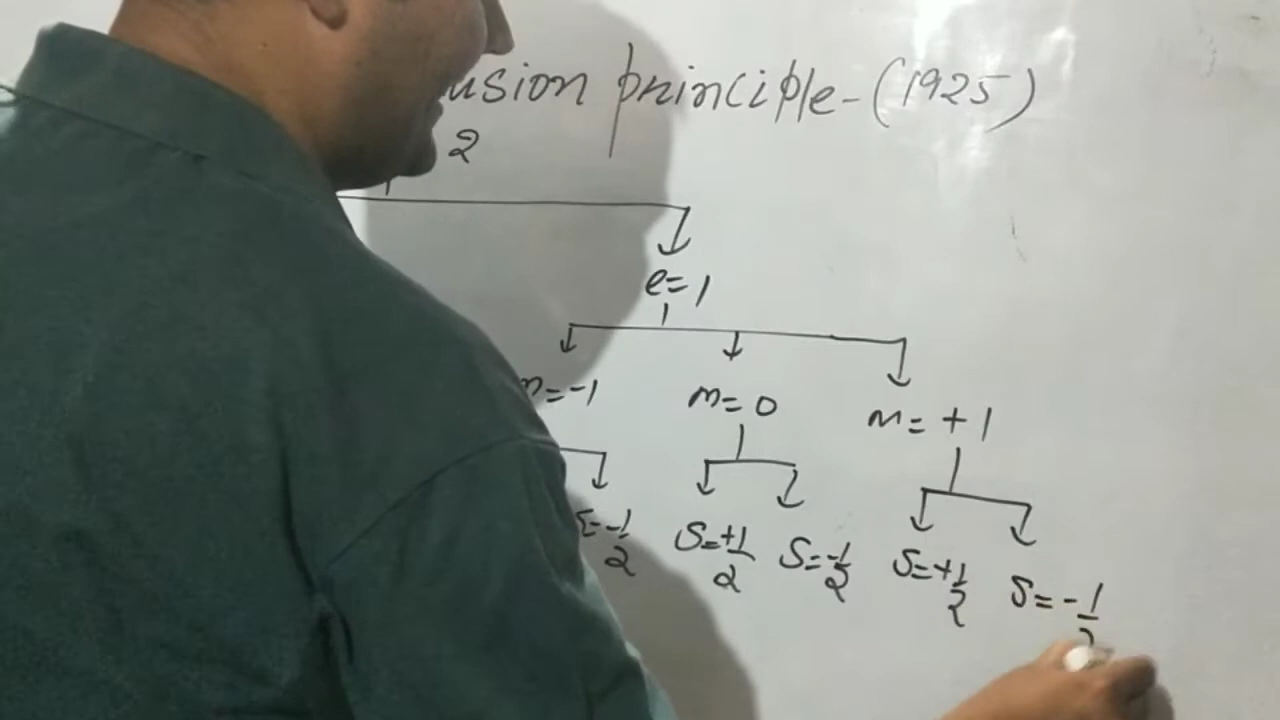 usion principle - (1925)
2
e=1
m=-1 m=0 m=+1
S=-1/2 S=+1/2 S=-1/2 S=+1/2 S=-1/2